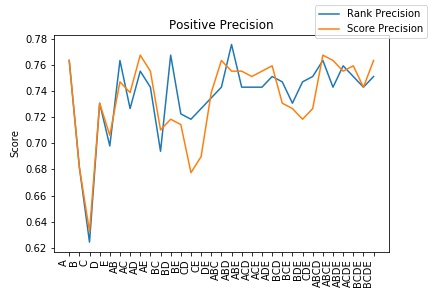 Rank Precision
Score Precision
Positive Precision
0.78
0.76
0.74
0.72
0.70
0.68
0.66
0.64
0.62
Score
A
B
C
D
E
AB
AC
AD
AE
BC
BD
BE
CD
CE
DE
ABC
ABD
ABE
ACD
ACE
ADE
BCD
BCE
BDE
CDE
ABCD
ABCE
ABDE
ACDE
BCDE
BCDE